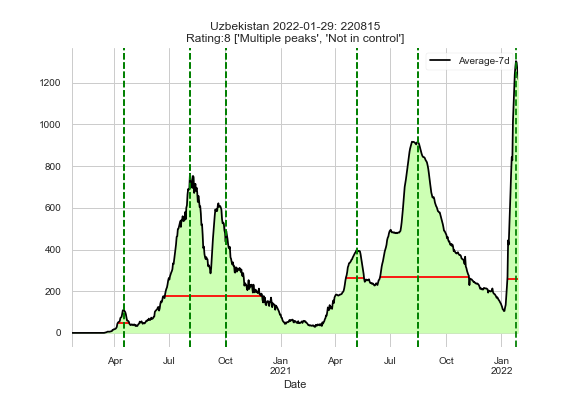 Uzbekistan 2022-01-29: 220815
Rating:8 ['Multiple peaks', 'Not in control']
Average-7d
1200
1000
800
600
400
200
0
Apr
Jul
Oct
Jan
2021
Apr
Jul
Oct
Jan
2022
Date